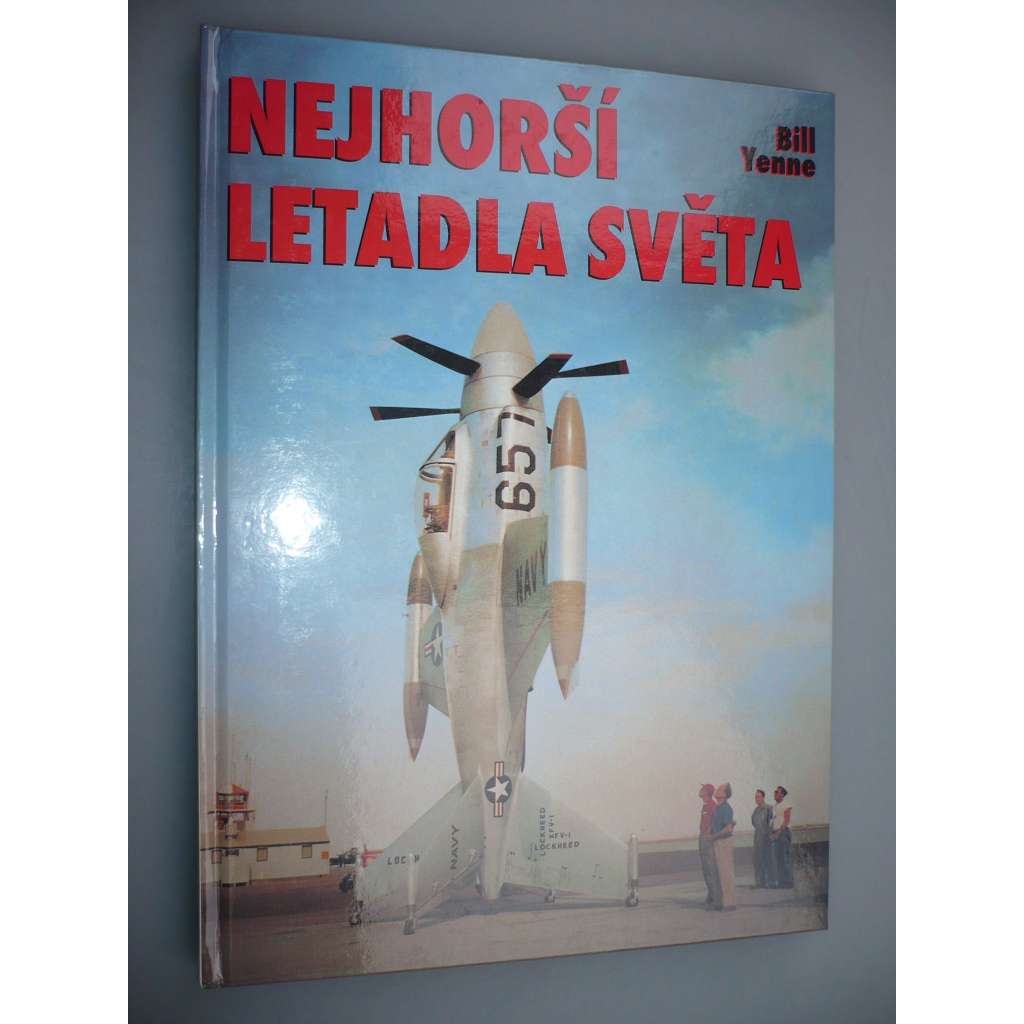 NEJHORŠÍ
LETADLA SVĚTA
Bill
Yenne
657
NAVY
NAVY
LOCKHEED
XFV-1
LOCKHEED